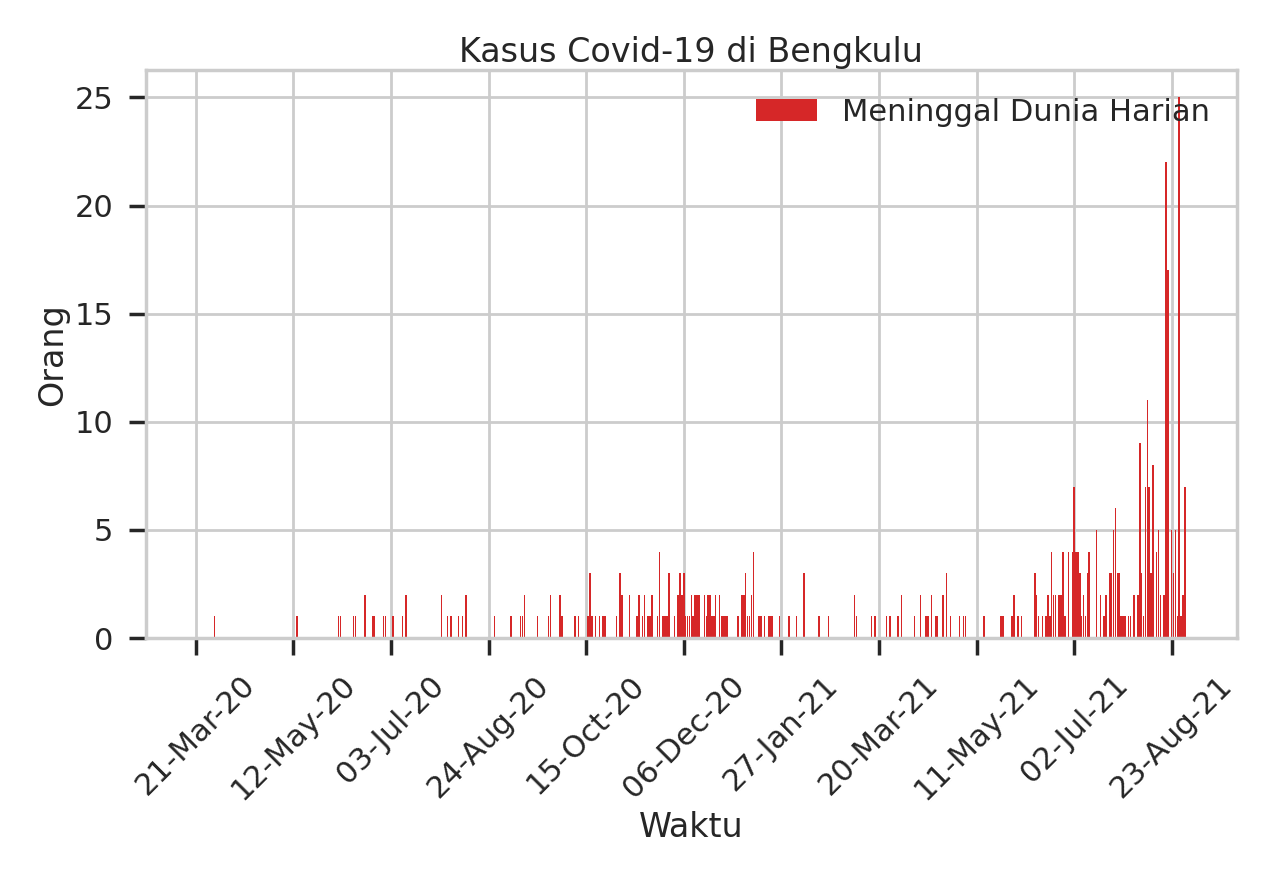 Kasus Covid-19 di Bengkulu
Meninggal Dunia Harian
Orang
25
20
15
10
5
0
21-Mar-20
12-May-20
03-Jul-20
24-Aug-20
15-Oct-20
06-Dec-20
27-Jan-21
20-Mar-21
11-May-21
02-Jul-21
23-Aug-21
Waktu